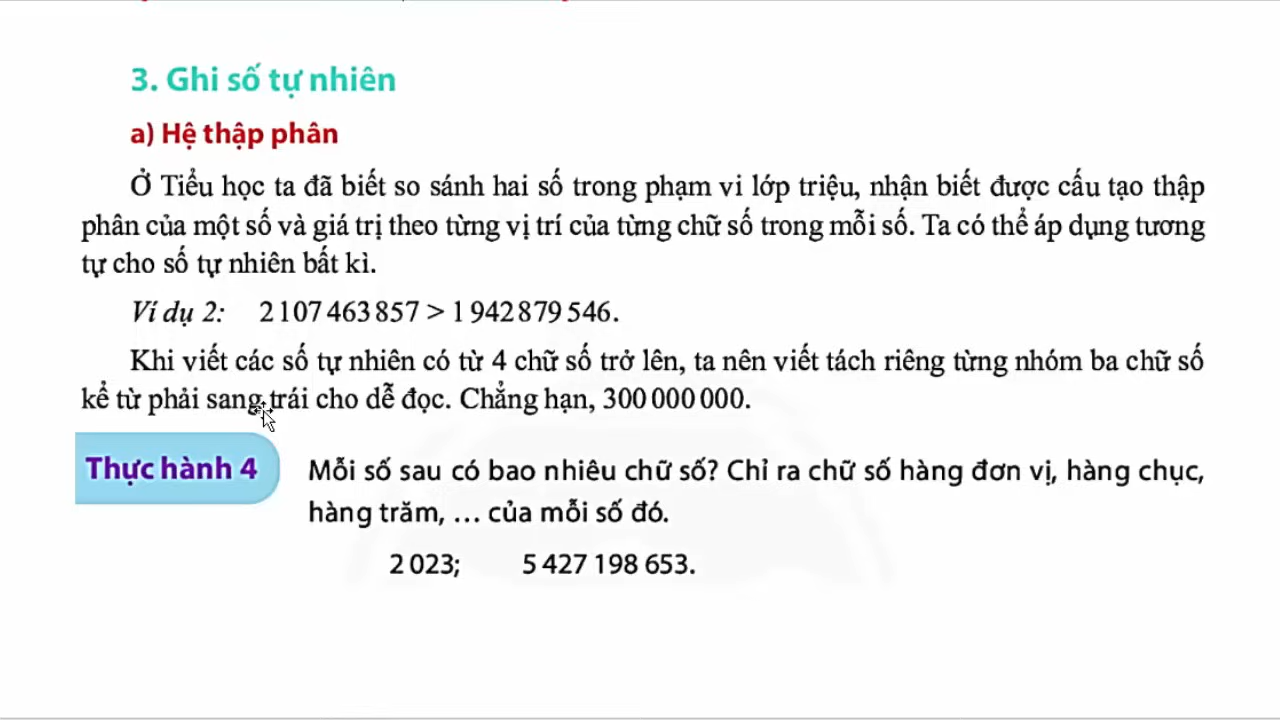 3. Ghi số tự nhiên
a) Hệ thập phân
Ở Tiểu học ta đã biết so sánh hai số trong phạm vi lớp triệu, nhận biết được cấu tạo thập
phân của một số và giá trị theo từng vị trí của từng chữ số trong mỗi số. Ta có thể áp dụng tương
tự cho số tự nhiên bất kì.
Ví dụ 2: 2 107 463 857 > 1 942 879 546.
Khi viết các số tự nhiên có từ 4 chữ số trở lên, ta nên viết tách riêng từng nhóm ba chữ số
kể từ phải sang trái cho dễ đọc. Chẳng hạn, 300 000 000.
Thực hành 4
Mỗi số sau có bao nhiêu chữ số? Chỉ ra chữ số hàng đơn vị, hàng chục,
hàng trăm, ... của mỗi số đó.
2 023; 5 427 198 653.